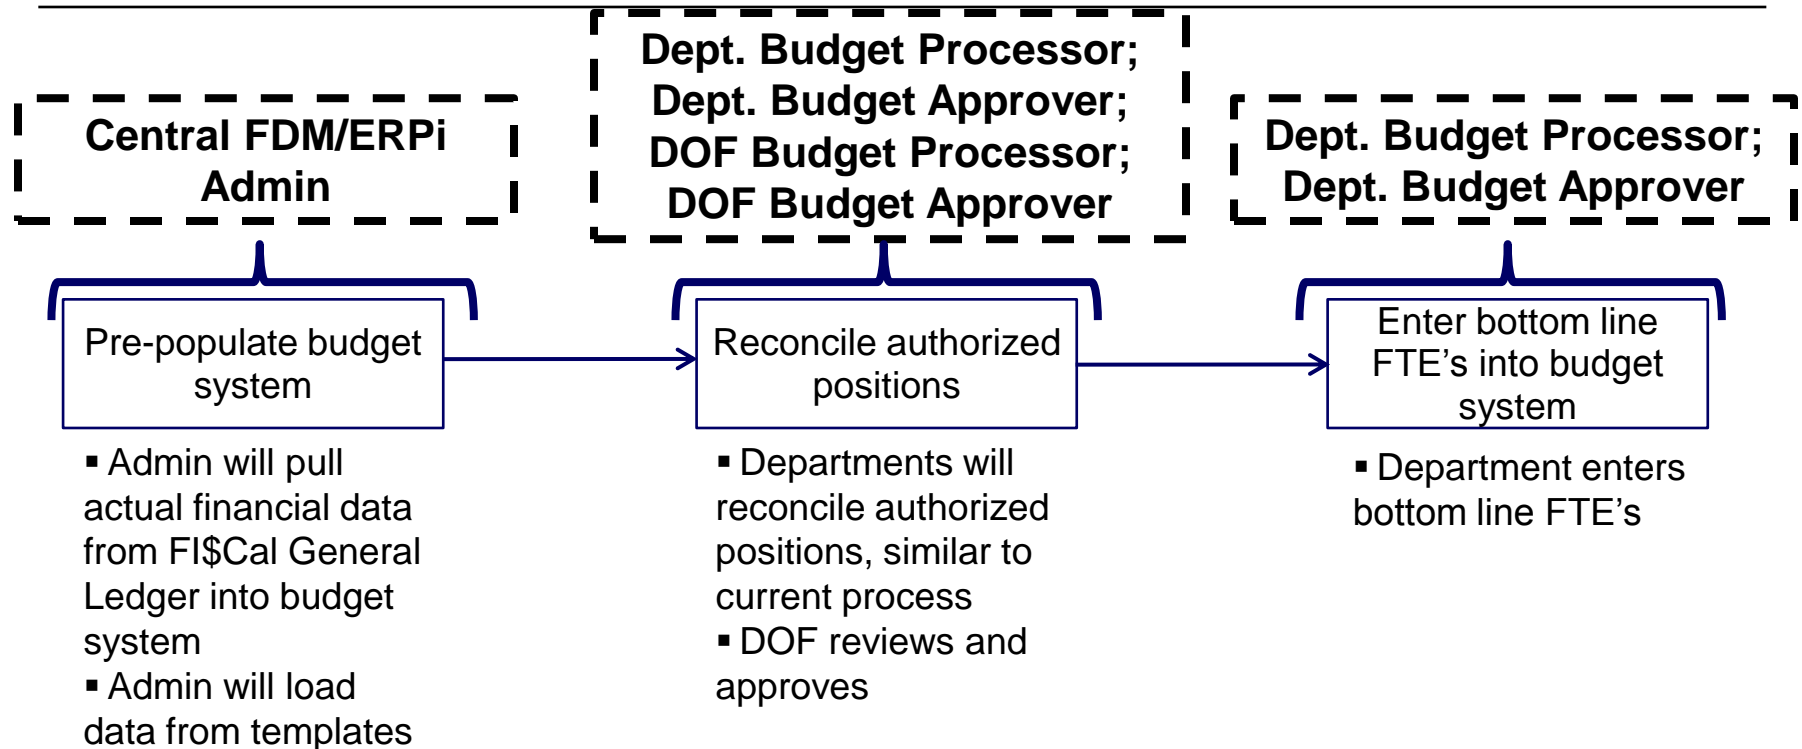 Central FDM/ERPi
Admin
Dept. Budget Processor;
Dept. Budget Approver;
DOF Budget Processor;
DOF Budget Approver
Dept. Budget Processor;
Dept. Budget Approver
Pre-populate budget
system
Reconcile authorized
positions
Enter bottom line
FTE’s into budget
system
▪ Admin will pull
actual financial data
from FI$Cal General
Ledger into budget
system
▪ Admin will load
data from templates
▪ Departments will
reconcile authorized
positions, similar to
current process
▪ DOF reviews and
approves
▪ Department enters
bottom line FTE’s